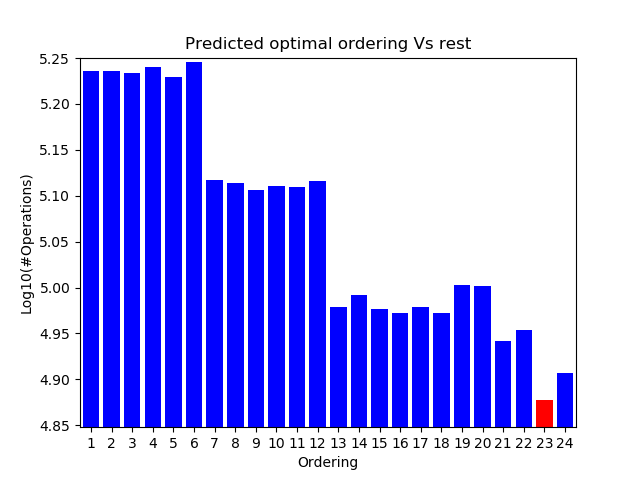 Predicted optimal ordering Vs rest
5.25
5.20
5.15
5.10
5.05
5.00
4.95
4.90
4.85
Log10(#Operations)
1 2 3 4 5 6 7 8 9 10 11 12 13 14 15 16 17 18 19 20 21 22 23 24
Ordering